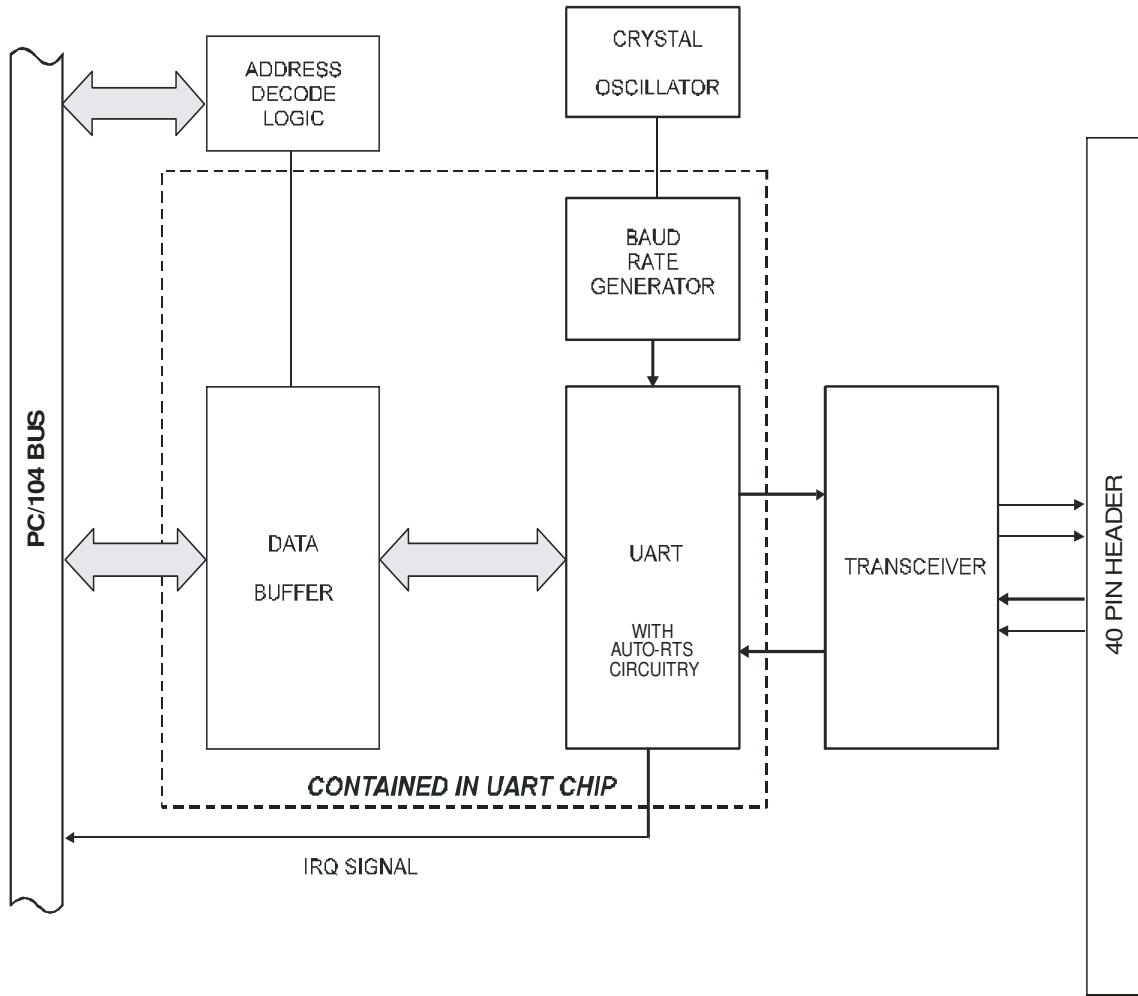 CRYSTAL
OSCILLATOR
ADDRESS
DECODE
LOGIC
BAUD
RATE
GENERATOR
PC/104 BUS
DATA
BUFFER
UART
WITH
AUTO-RTS
CIRCUITRY
TRANSCEIVER
40 PIN HEADER
CONTAINED IN UART CHIP
IRQ SIGNAL